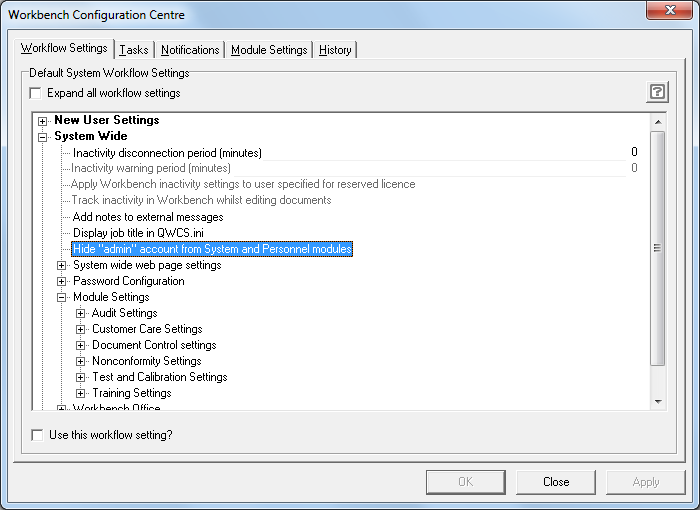 Workbench Configuration Centre
Workflow Settings Tasks Notifications Module Settings History
Default System Workflow Settings
Expand all workflow settings
?
New User Settings
System Wide
Inactivity disconnection period (minutes) 0
Inactivity warning period (minutes) 0
Apply Workbench inactivity settings to user specified for reserved licence
Track inactivity in Workbench whilst editing documents
Add notes to external messages
Display job title in QWCS.ini
Hide "admin" account from System and Personnel modules
System wide web page settings
Password Configuration
Module Settings
Audit Settings
Customer Care Settings
Document Control settings
Nonconformity Settings
Test and Calibration Settings
Training Settings
Workbench Office
Use this workflow setting?
OK Close Apply